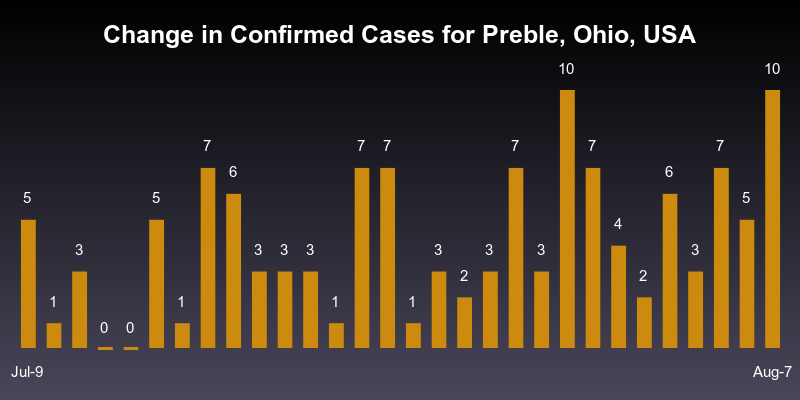 Change in Confirmed Cases for Preble, Ohio, USA
5 1 3 0 0 5 1 7 6 3 3 3 1 7 7 1 3 2 3 7 3 10 7 4 2 6 3 7 5 10
Jul-9 Aug-7